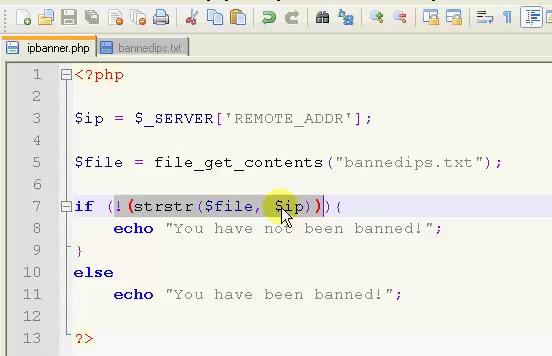 ipbanner.php bannedips.txt
1 <?php
2
3 $ip = $_SERVER['REMOTE_ADDR'];
4
5 $file = file_get_contents("bannedips.txt");
6
7 if (!(strstr($file, $ip))){
8 echo "You have not been banned!";
9 }
10 else
11 echo "You have been banned!";
12
13 ?>